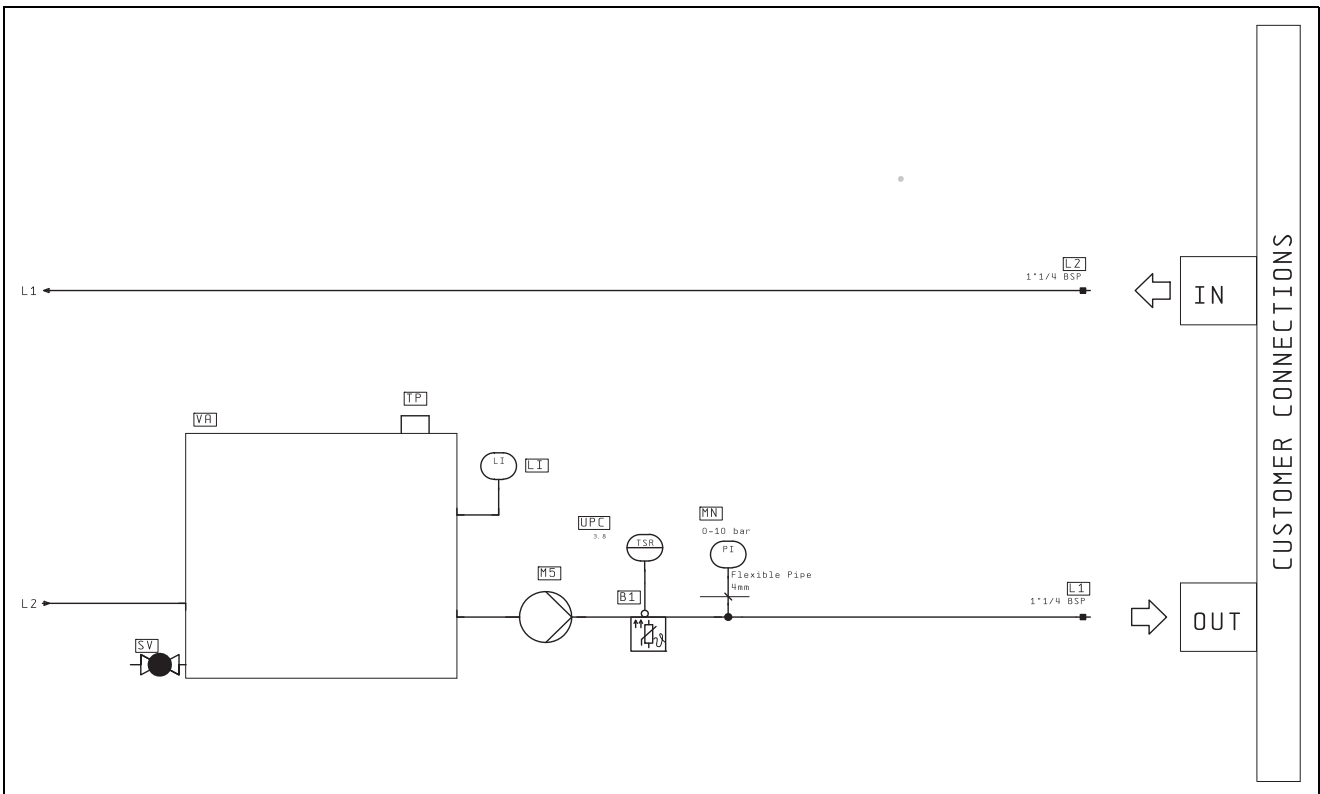 L2
1"1/4 BSP
L1
IN
CUSTOMER CONNECTIONS
TP
VA
LI
LI
MN
UPC
0-10 bar
3.8
TSR
PI
M5
Flexible Pipe
4mm
B1
L1
1"1/4 BSP
L2
OUT
SV